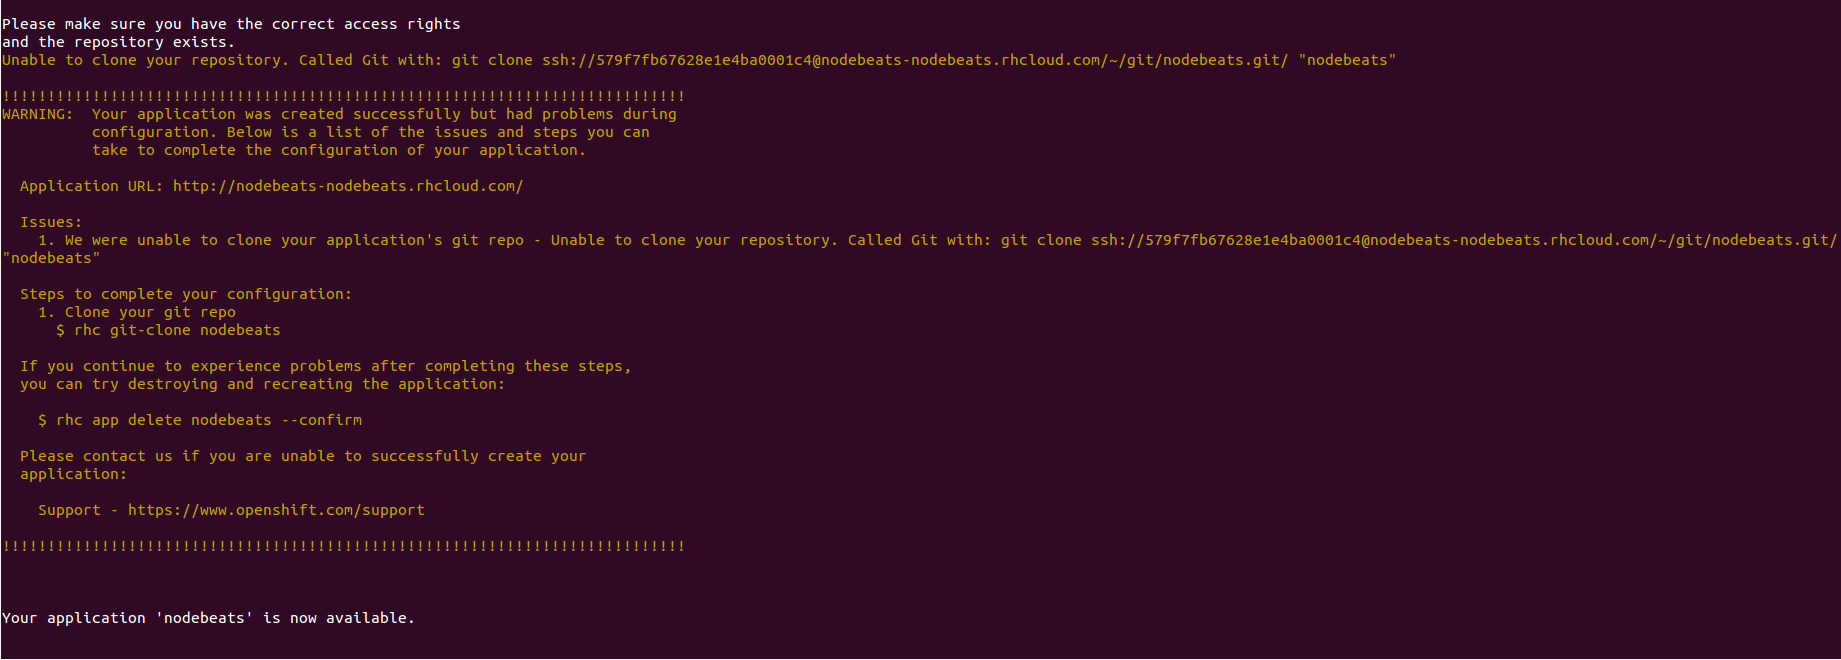 Please make sure you have the correct access rights
and the repository exists.
Unable to clone your repository. Called Git with: git clone ssh://579f7fb67628e1e4ba0001c4@nodebeats-nodebeats.rhcloud.com/~/git/nodebeats.git/ "nodebeats"
!!!!!!!!!!!!!!!!!!!!!!!!!!!!!!!!!!!!!!!!!!!!!!!!!!!!!!!!!!!!!!!!!!!!!!!!!!!!
WARNING:  Your application was created successfully but had problems during
          configuration. Below is a list of the issues and steps you can
          take to complete the configuration of your application.
  Application URL: http://nodebeats-nodebeats.rhcloud.com/
  Issues:
    1. We were unable to clone your application's git repo - Unable to clone your repository. Called Git with: git clone ssh://579f7fb67628e1e4ba0001c4@nodebeats-nodebeats.rhcloud.com/~/git/nodebeats.git/
"nodebeats"
  Steps to complete your configuration:
    1. Clone your git repo
      $ rhc git-clone nodebeats
  If you continue to experience problems after completing these steps,
  you can try destroying and recreating the application:
    $ rhc app delete nodebeats --confirm
  Please contact us if you are unable to successfully create your
  application:
    Support - https://www.openshift.com/support
!!!!!!!!!!!!!!!!!!!!!!!!!!!!!!!!!!!!!!!!!!!!!!!!!!!!!!!!!!!!!!!!!!!!!!!!!!!!
Your application 'nodebeats' is now available.